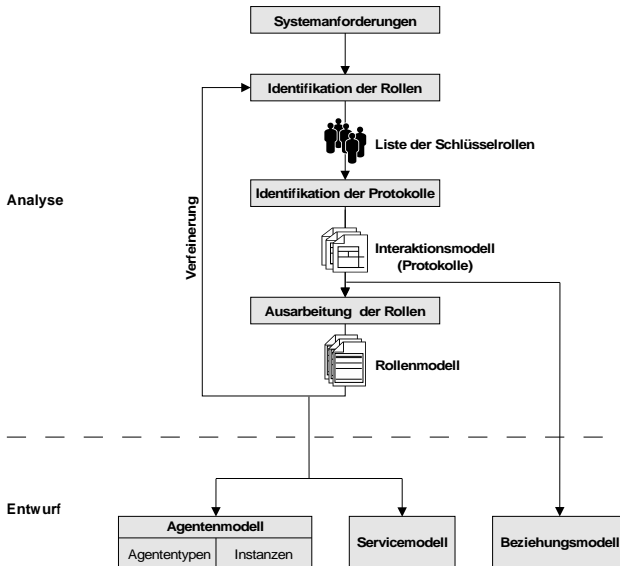 Systemanforderungen
Identifikation der Rollen
Liste der Schlüsselrollen
Identifikation der Protokolle
Analyse
Verfeinerung
Interaktionsmodell
(Protokolle)
Ausarbeitung der Rollen
Rollenmodell
Entwurf
Agentenmodell
Agententypen
Instanzen
Servicemodell
Beziehungsmodell